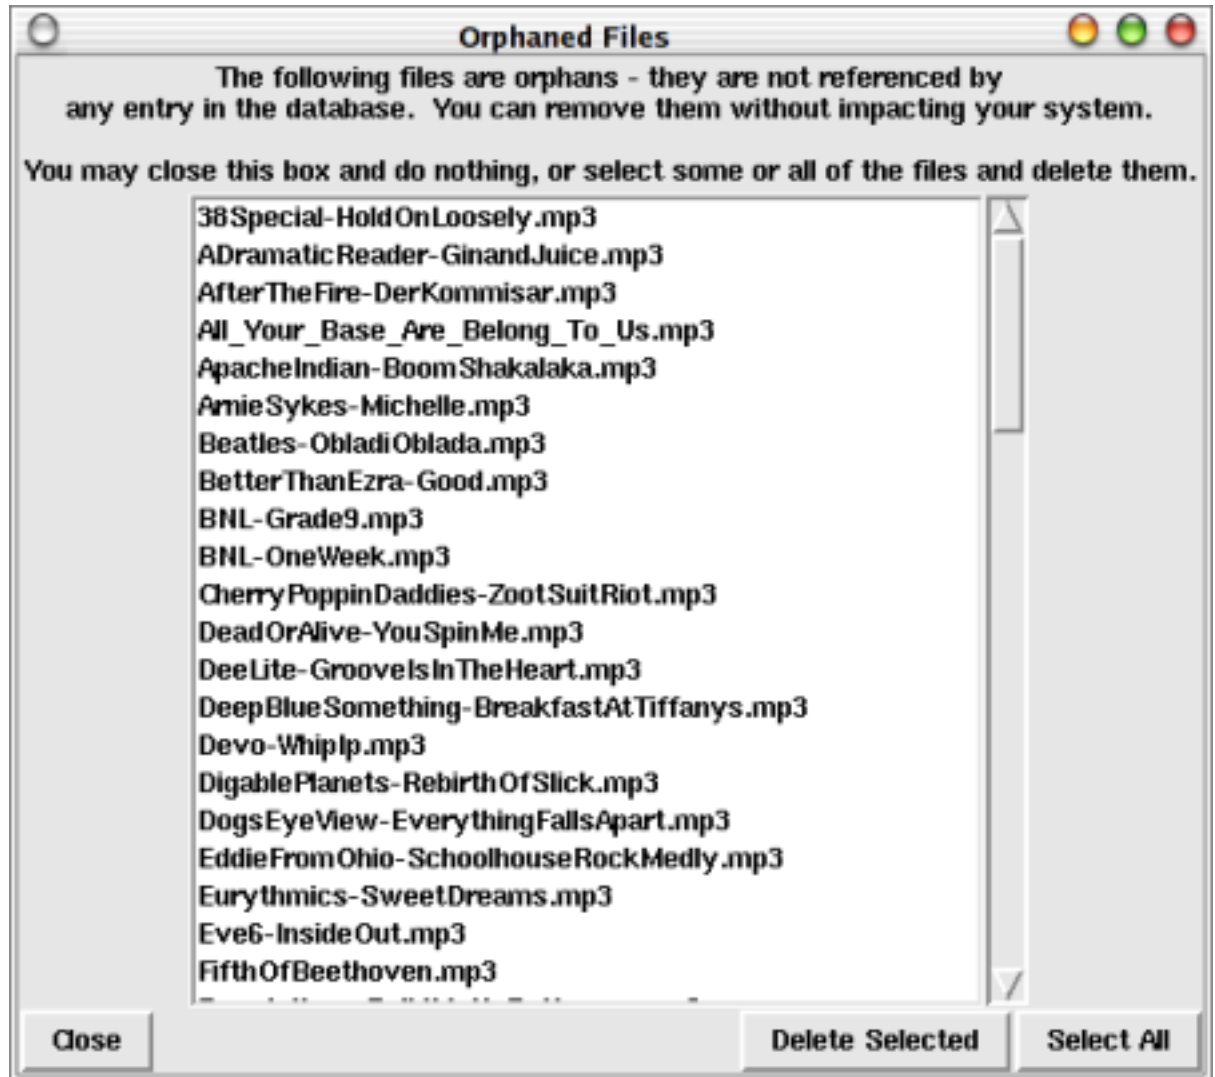 Orphaned Files
The following files are orphans - they are not referenced by
any entry in the database. You can remove them without impacting your system.
You may close this box and do nothing, or select some or all of the files and delete them.
38Special-HoldOnLoosely.mp3
ADramaticReader-GinandJuice.mp3
AfterTheFire-DerKommisar.mp3
All_Your_Base_Are_Belong_To_Us.mp3
ApacheIndian-BoomShakalaka.mp3
ArnieSykes-Michelle.mp3
Beatles-ObladiOblada.mp3
BetterThanEzra-Good.mp3
BNL-Grade9.mp3
BNL-OneWeek.mp3
CherryPoppinDaddies-ZootSuitRiot.mp3
DeadOrAlive-YouSpinMe.mp3
DeeLite-GrooveIsInTheHeart.mp3
DeepBlueSomething-BreakfastAtTiffanys.mp3
Devo-WhipIp.mp3
DigablePlanets-RebirthOfSlick.mp3
DogsEyeView-EverythingFallsApart.mp3
EddieFromOhio-SchoolhouseRockMedly.mp3
Eurythmics-SweetDreams.mp3
Eve6-InsideOut.mp3
FifthOfBeethoven.mp3
Close
Delete Selected
Select All